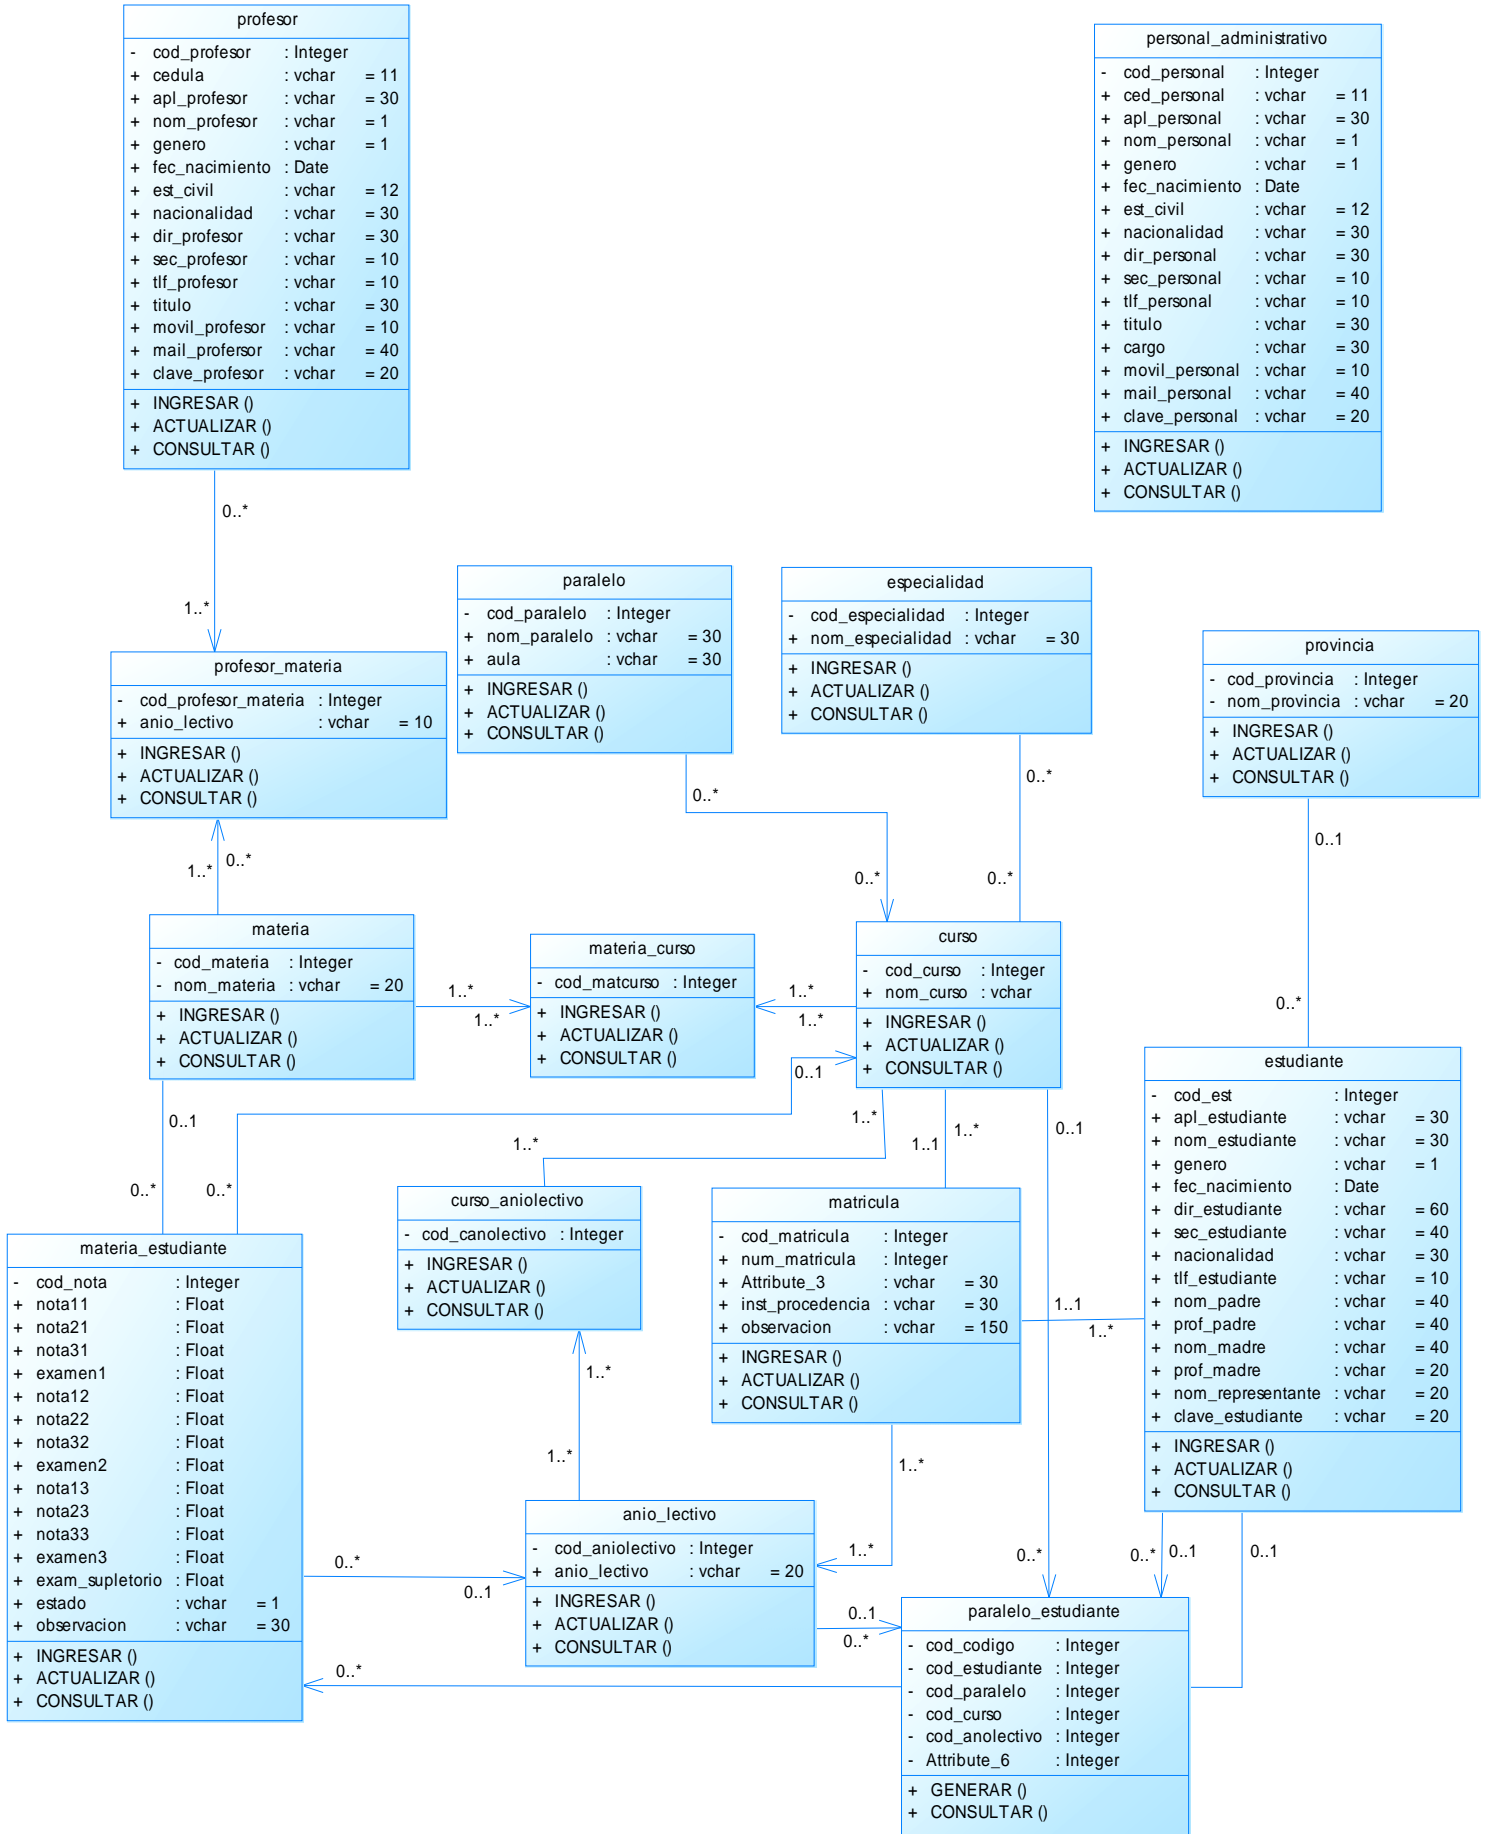 profesor
- cod_profesor : Integer
+ cedula : vchar = 11
+ apl_profesor : vchar = 30
+ nom_profesor : vchar = 1
+ genero : vchar = 1
+ fec_nacimiento : Date
+ est_civil : vchar = 12
+ nacionalidad : vchar = 30
+ dir_profesor : vchar = 30
+ sec_profesor : vchar = 10
+ tlf_profesor : vchar = 10
+ titulo : vchar = 30
+ movil_profesor : vchar = 10
+ mail_profersor : vchar = 40
+ clave_profesor : vchar = 20
+ INGRESAR ()
+ ACTUALIZAR ()
+ CONSULTAR ()
personal_administrativo
- cod_personal : Integer
+ ced_personal : vchar = 11
+ apl_personal : vchar = 30
+ nom_personal : vchar = 1
+ genero : vchar = 1
+ fec_nacimiento : Date
+ est_civil : vchar = 12
+ nacionalidad : vchar = 30
+ dir_personal : vchar = 30
+ sec_personal : vchar = 10
+ tlf_personal : vchar = 10
+ titulo : vchar = 30
+ cargo : vchar = 30
+ movil_personal : vchar = 10
+ mail_personal : vchar = 40
+ clave_personal : vchar = 20
+ INGRESAR ()
+ ACTUALIZAR ()
+ CONSULTAR ()
0..*
1..*
profesor_materia
- cod_profesor_materia : Integer
+ anio_lectivo : vchar = 10
+ INGRESAR ()
+ ACTUALIZAR ()
+ CONSULTAR ()
paralelo
- cod_paralelo : Integer
+ nom_paralelo : vchar = 30
+ aula : vchar = 30
+ INGRESAR ()
+ ACTUALIZAR ()
+ CONSULTAR ()
especialidad
- cod_especialidad : Integer
+ nom_especialidad : vchar = 30
+ INGRESAR ()
+ ACTUALIZAR ()
+ CONSULTAR ()
provincia
- cod_provincia : Integer
- nom_provincia : vchar = 20
+ INGRESAR ()
+ ACTUALIZAR ()
+ CONSULTAR ()
0..*
0..*
0..1
1..*
0..*
0..*
0..*
0..*
materia
- cod_materia : Integer
- nom_materia : vchar = 20
+ INGRESAR ()
+ ACTUALIZAR ()
+ CONSULTAR ()
1..*
1..*
materia_curso
- cod_matcurso : Integer
+ INGRESAR ()
+ ACTUALIZAR ()
+ CONSULTAR ()
1..*
1..*
curso
- cod_curso : Integer
+ nom_curso : vchar
+ INGRESAR ()
+ ACTUALIZAR ()
+ CONSULTAR ()
0..1
estudiante
- cod_est : Integer
+ apl_estudiante : vchar = 30
+ nom_estudiante : vchar = 30
+ genero : vchar = 1
+ fec_nacimiento : Date
+ dir_estudiante : vchar = 60
+ sec_estudiante : vchar = 40
+ nacionalidad : vchar = 30
+ tlf_estudiante : vchar = 10
+ nom_padre : vchar = 40
+ prof_padre : vchar = 40
+ nom_madre : vchar = 40
+ prof_madre : vchar = 20
+ nom_representante : vchar = 20
+ clave_estudiante : vchar = 20
+ INGRESAR ()
+ ACTUALIZAR ()
+ CONSULTAR ()
0..1
0..*
0..*
1..*
1..*
1..1
1..*
0..1
curso_aniolectivo
- cod_canolectivo : Integer
+ INGRESAR ()
+ ACTUALIZAR ()
+ CONSULTAR ()
matricula
- cod_matricula : Integer
+ num_matricula : Integer
+ Attribute_3 : vchar = 30
+ inst_procedencia : vchar = 30
+ observacion : vchar = 150
+ INGRESAR ()
+ ACTUALIZAR ()
+ CONSULTAR ()
1..1
1..*
materia_estudiante
- cod_nota : Integer
+ nota11 : Float
+ nota21 : Float
+ nota31 : Float
+ examen1 : Float
+ nota12 : Float
+ nota22 : Float
+ nota32 : Float
+ examen2 : Float
+ nota13 : Float
+ nota23 : Float
+ nota33 : Float
+ examen3 : Float
+ exam_supletorio : Float
+ estado : vchar = 1
+ observacion : vchar = 30
+ INGRESAR ()
+ ACTUALIZAR ()
+ CONSULTAR ()
1..*
1..*
1..*
1..*
0..*
0..1
anio_lectivo
- cod_aniolectivo : Integer
+ anio_lectivo : vchar = 20
+ INGRESAR ()
+ ACTUALIZAR ()
+ CONSULTAR ()
0..1
0..*
0..*
0..*
0..1
0..1
0..*
paralelo_estudiante
- cod_codigo : Integer
- cod_estudiante : Integer
- cod_paralelo : Integer
- cod_curso : Integer
- cod_anolectivo : Integer
- Attribute_6 : Integer
+ GENERAR ()
+ CONSULTAR ()